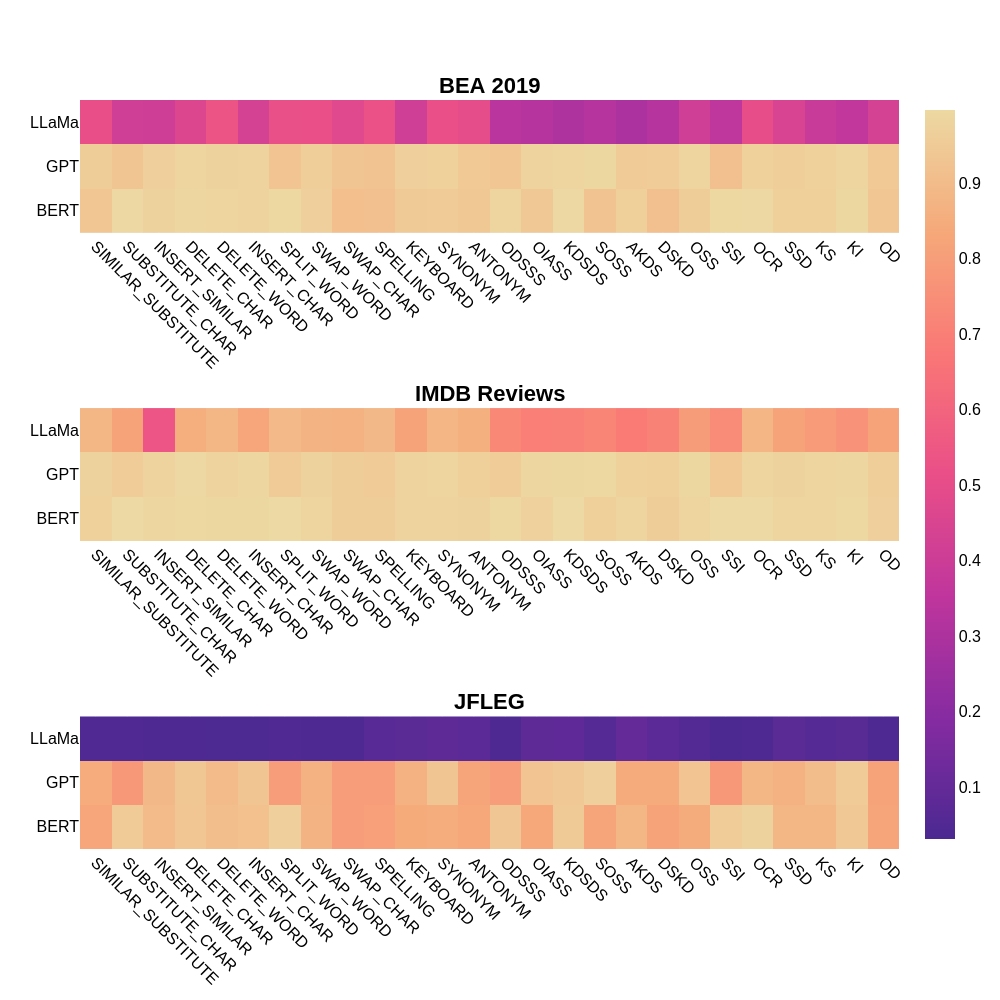 BEA 2019
LLaMa
GPT
BERT
SIMILAR_SUBSTITUTE
SUBSTITUTE_CHAR
INSERT_SIMILAR
DELETE_CHAR
DELETE_WORD
INSERT_CHAR
SPLIT_WORD
SWAP_WORD
SWAP_CHAR
SPELLING
KEYBOARD
SYNONYM
ANTONYM
ODSSS
OIASS
KDSDS
SOSS
AKDS
DSKD
OSS
SSI
OCR
SSD
KS
KI
OD
IMDB Reviews
LLaMa
GPT
BERT
SIMILAR_SUBSTITUTE
SUBSTITUTE_CHAR
INSERT_SIMILAR
DELETE_CHAR
DELETE_WORD
INSERT_CHAR
SPLIT_WORD
SWAP_WORD
SWAP_CHAR
SPELLING
KEYBOARD
SYNONYM
ANTONYM
ODSSS
OIASS
KDSDS
SOSS
AKDS
DSKD
OSS
SSI
OCR
SSD
KS
KI
OD
JFLEG
LLaMa
GPT
BERT
SIMILAR_SUBSTITUTE
SUBSTITUTE_CHAR
INSERT_SIMILAR
DELETE_CHAR
DELETE_WORD
INSERT_CHAR
SPLIT_WORD
SWAP_WORD
SWAP_CHAR
SPELLING
KEYBOARD
SYNONYM
ANTONYM
ODSSS
OIASS
KDSDS
SOSS
AKDS
DSKD
OSS
SSI
OCR
SSD
KS
KI
OD
0.9
0.8
0.7
0.6
0.5
0.4
0.3
0.2
0.1